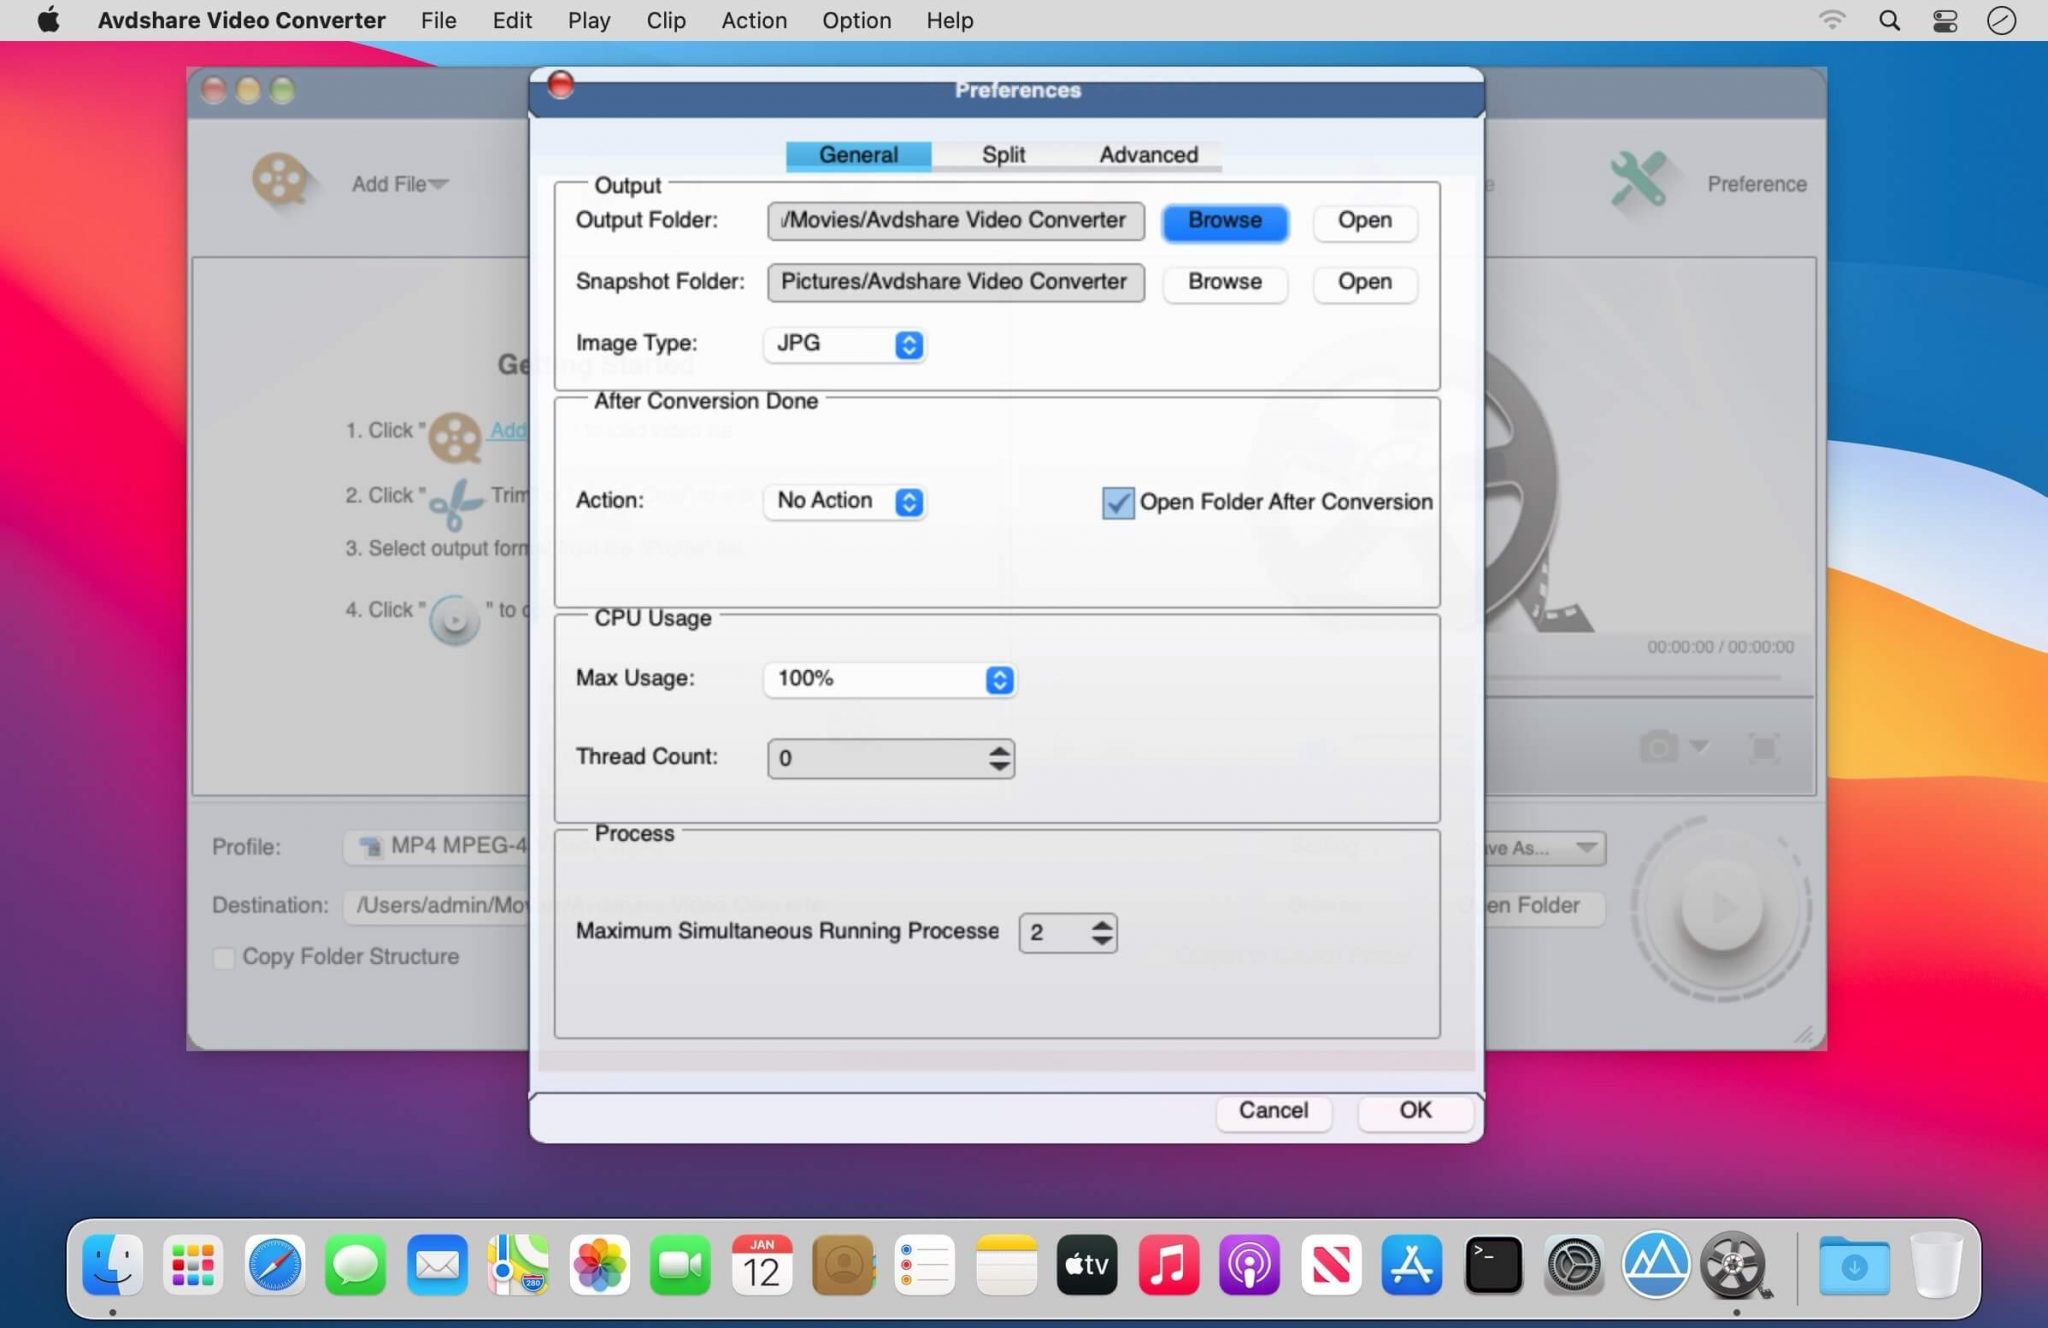 Avdshare Video Converter File Edit Play Clip Action Option Help
Preferences
General Split Advanced
Add File
Preference
Output
Output Folder: /Movies/Avdshare Video Converter Browse Open
Snapshot Folder: Pictures/Avdshare Video Converter Browse Open
Image Type: JPG
Getting Started
After Conversion Done
1. Click " Add
2. Click " Trim
Action: No Action Open Folder After Conversion
3. Select output form
4. Click " " to
CPU Usage
00:00:00 / 00:00:00
Max Usage: 100%
Thread Count: 0
Process
Profile: MP4 MPEG-4
ve As...
Destination: /Users/admin/Mov
en Folder
Maximum Simultaneous Running Processe 2
Copy Folder Structure
Cancel OK
JAN
12
280
tv
>_